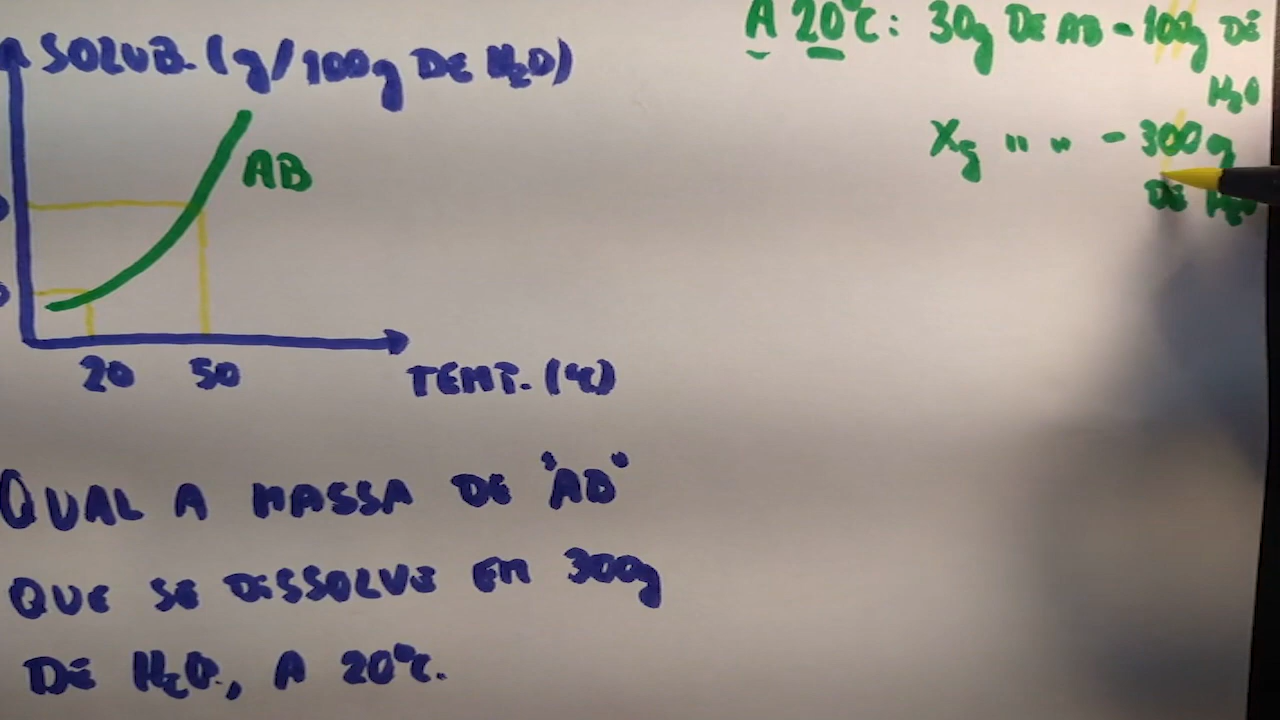 SOLUB. (g/100g DE H2O)
AB
20 50
TEMP. (°C)
QUAL A MASSA DE "AB"
QUE SE DISSOLVE EM 300g
DE H2O, A 20°C.
A 20°C: 30g DE AB - 100g DE
H2O
Xg " " - 300g
DE H2O